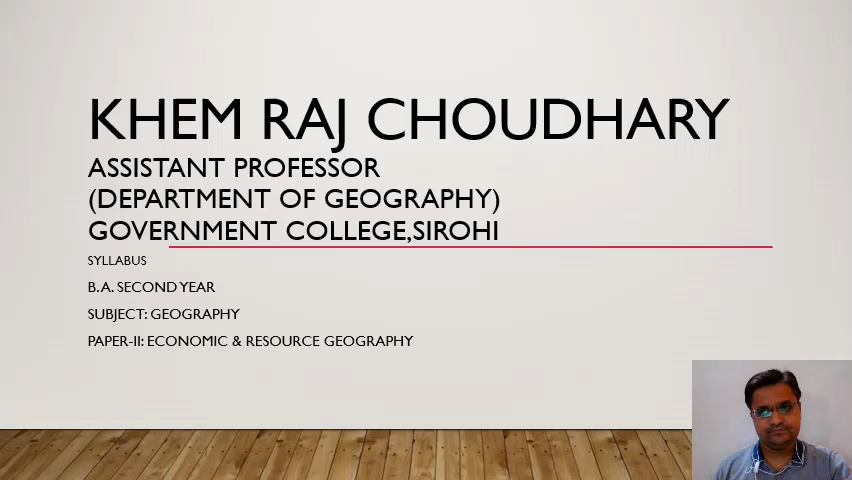 KHEM RAJ CHOUDHARY
ASSISTANT PROFESSOR
(DEPARTMENT OF GEOGRAPHY)
GOVERNMENT COLLEGE,SIROHI
SYLLABUS
B.A. SECOND YEAR
SUBJECT: GEOGRAPHY
PAPER-II: ECONOMIC & RESOURCE GEOGRAPHY